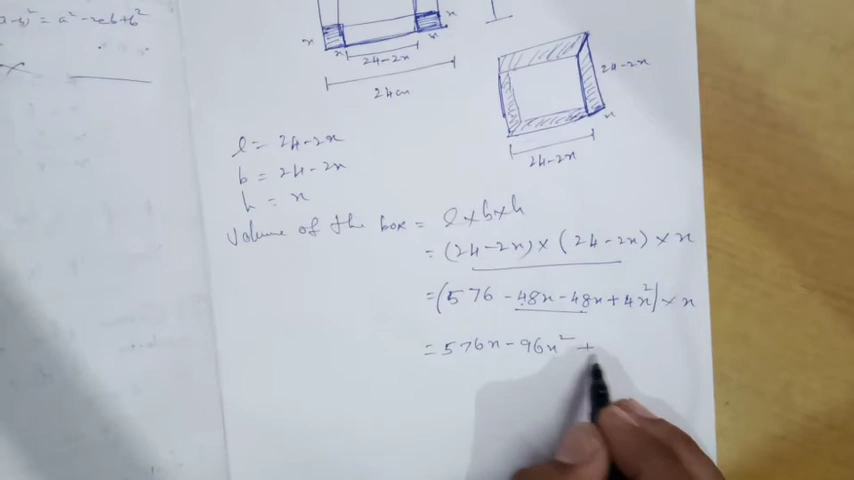 a² - 2ab + b²
x x
x x
24-2x
24cm
24-2x
x
24-2x
l = 24-2x
b = 24-2x
h = x
Volume of the box = l×b×h
= (24-2x) × (24-2x) × x
= (576 - 48x - 48x + 4x²) × x
= 576x - 96x² +